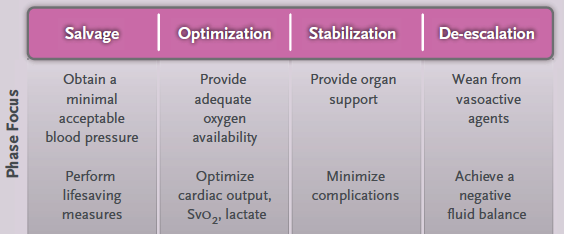 Salvage
Optimization
Stabilization
De-escalation
Phase Focus
Obtain a
minimal
acceptable
blood pressure
Provide
adequate
oxygen
availability
Provide organ
support
Wean from
vasoactive
agents
Perform
lifesaving
measures
Optimize
cardiac output,
SvO₂, lactate
Minimize
complications
Achieve a
negative
fluid balance